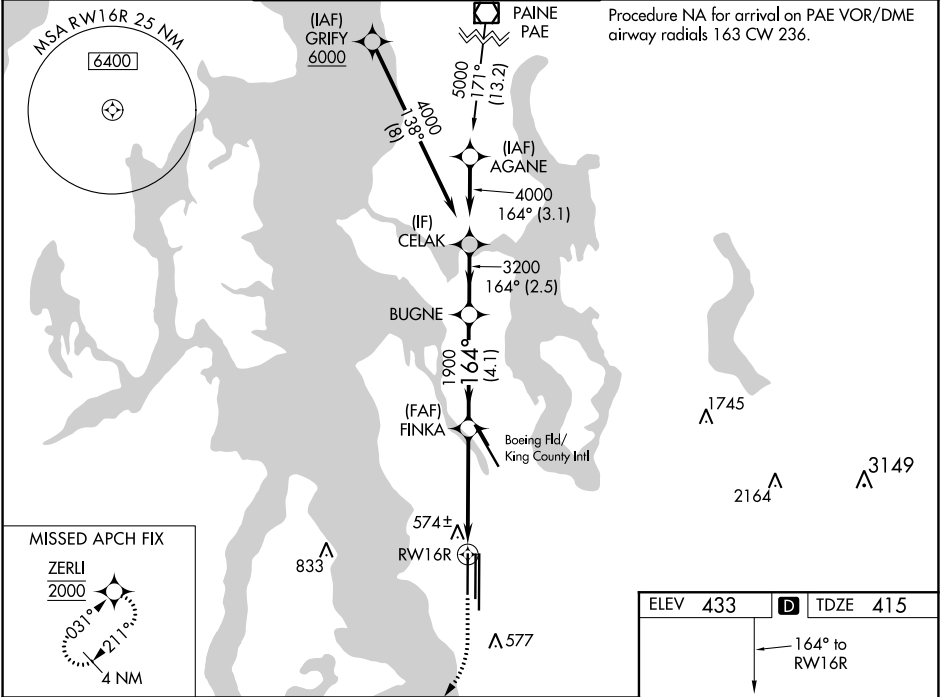 MSA RW16R 25 NM
6400
(IAF)
GRIFY
6000
PAINE
PAE
Procedure NA for arrival on PAE VOR/DME
airway radials 163 CW 236.
5000
171°
(13.2)
4000
138°
(8)
(IAF)
AGANE
4000
164° (3.1)
(IF)
CELAK
3200
164° (2.5)
BUGNE
1900
164°
(4.1)
(FAF)
FINKA
Boeing Fld/
King County Intl
1745
2164
3149
574±
RW16R
833
577
MISSED APCH FIX
ZERLI
2000
031°
211°
4 NM
ELEV 433 D TDZE 415
164° to
RW16R